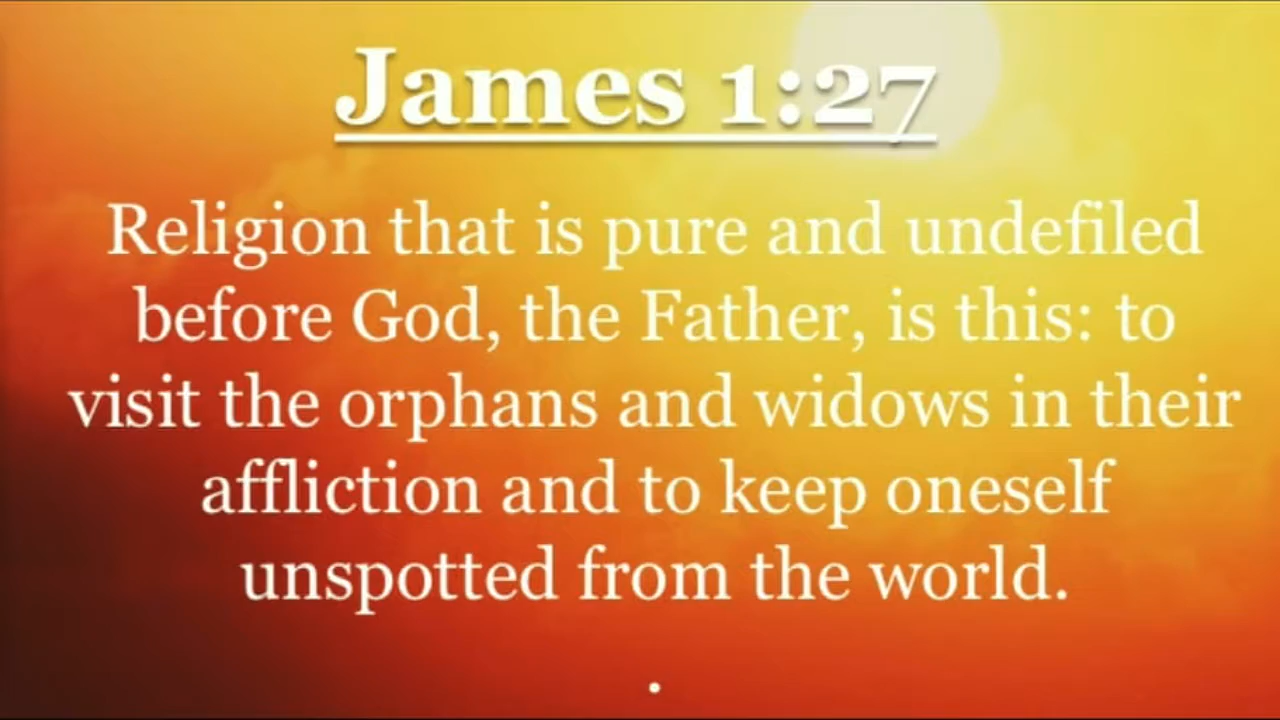 James 1:27
Religion that is pure and undefiled
before God, the Father, is this: to
visit the orphans and widows in their
affliction and to keep oneself
unspotted from the world.
.